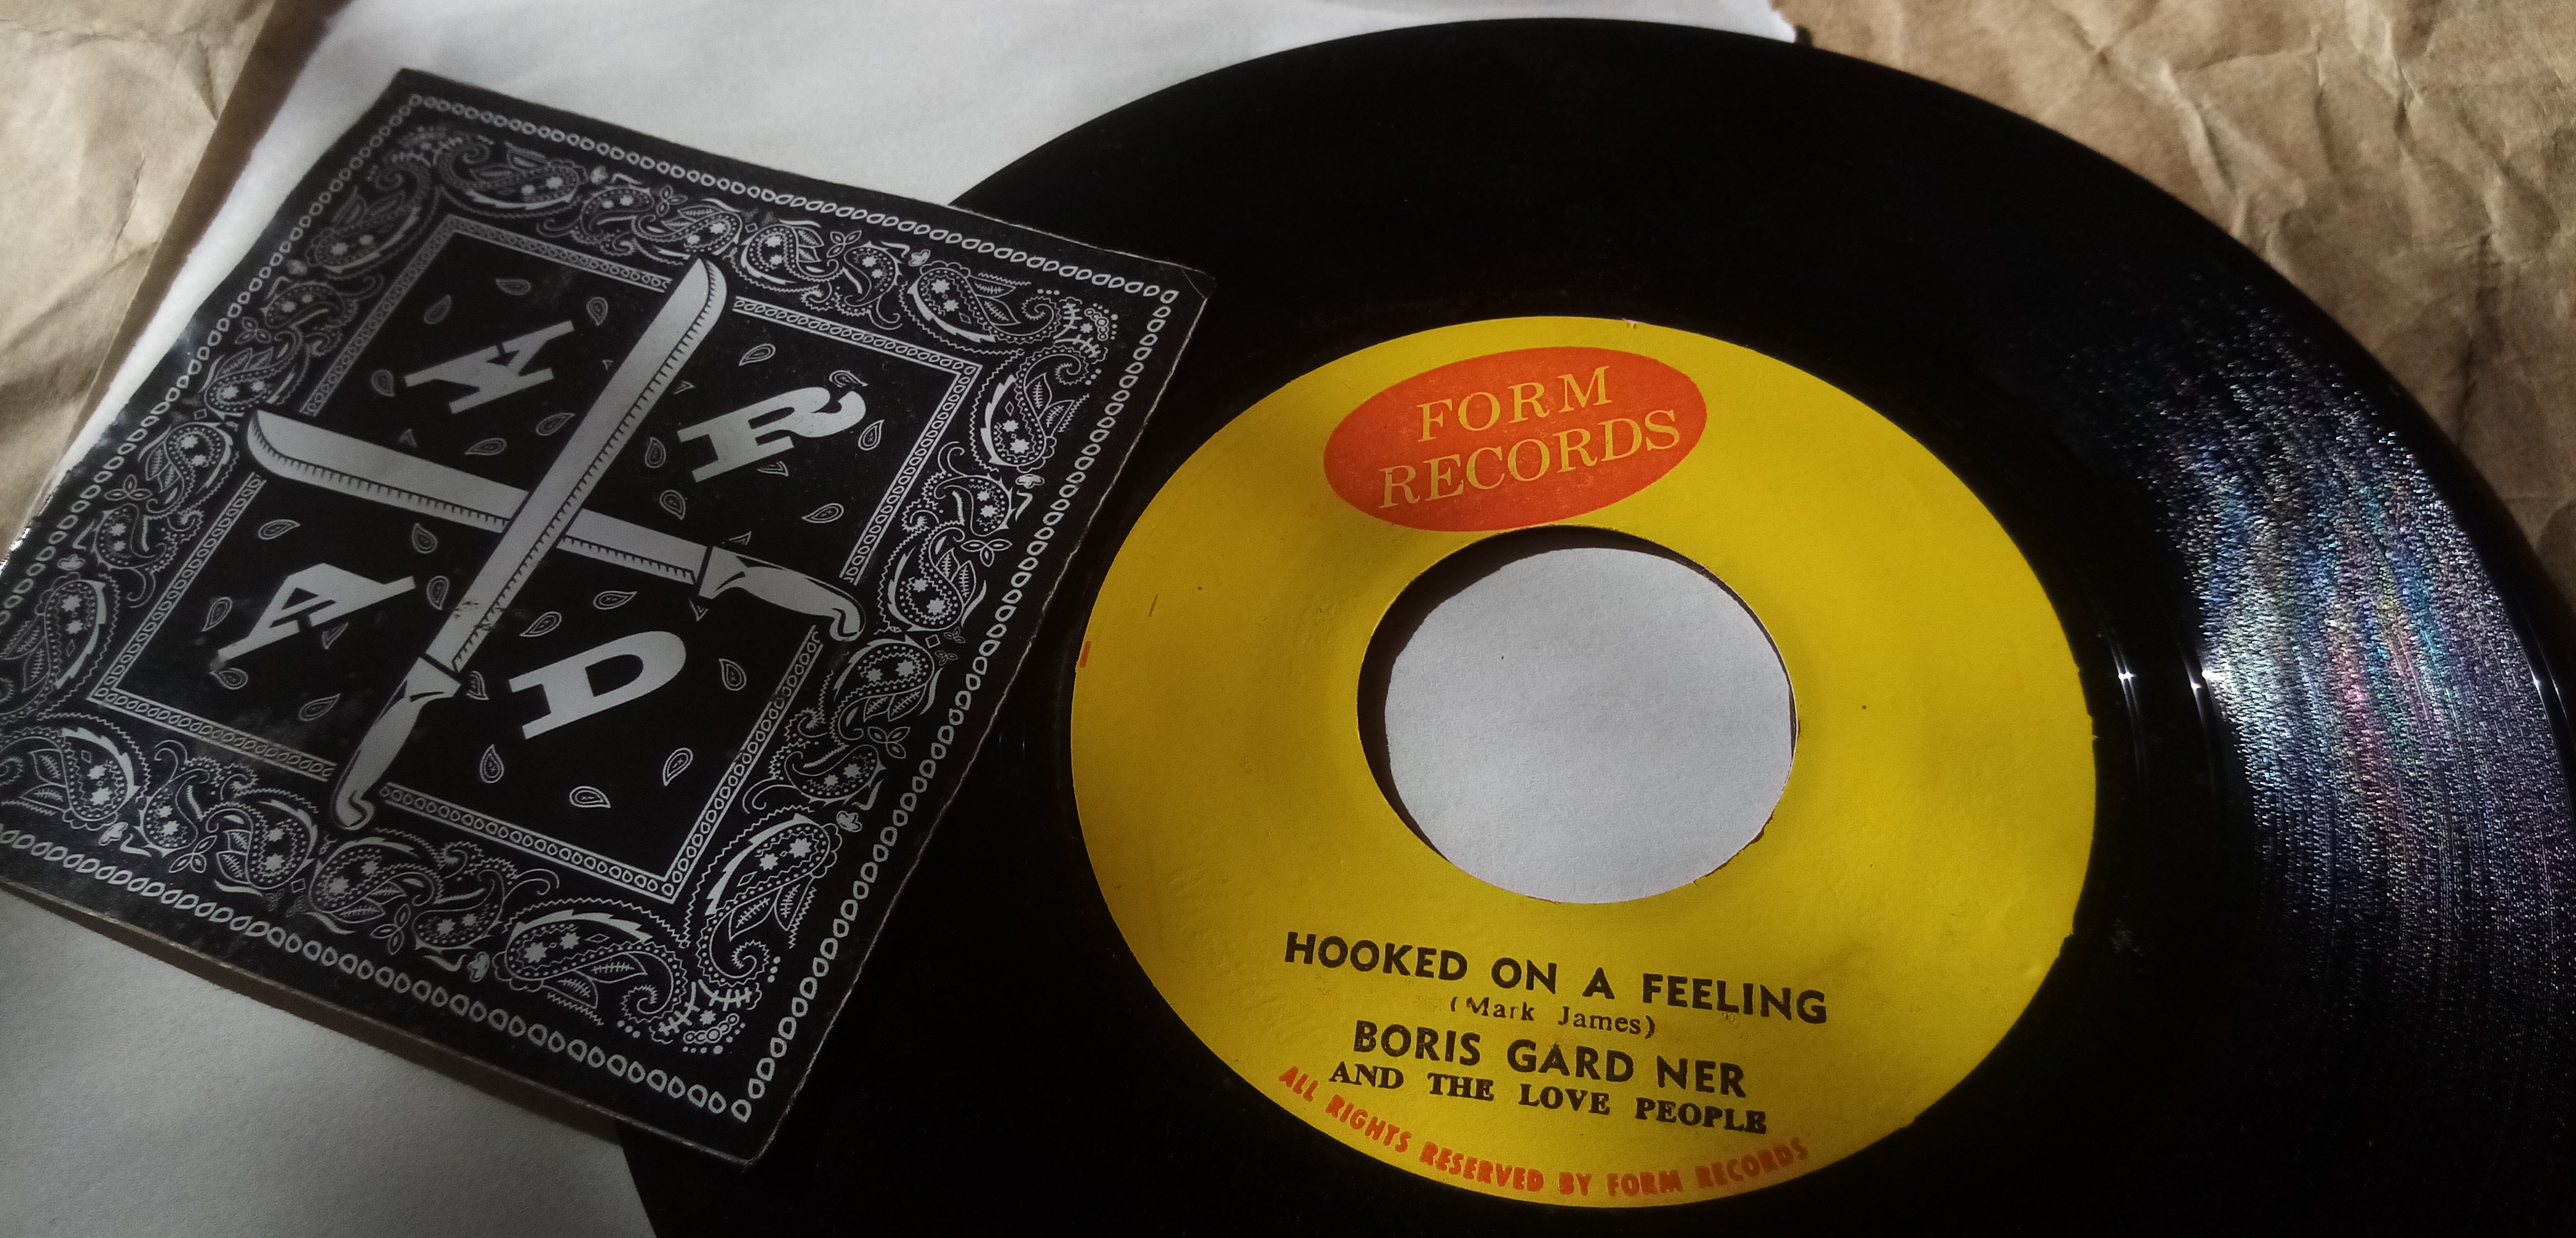 H R
A D
FORM
RECORDS
HOOKED ON A FEELING
(Mark James)
BORIS GARD NER
AND THE LOVE PEOPLE
ALL RIGHTS RESERVED BY FORM RECORDS